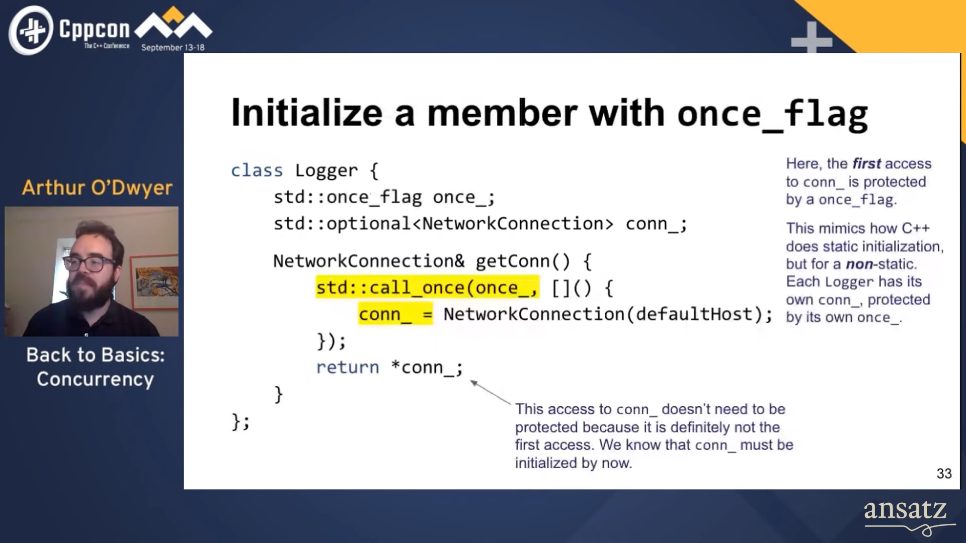 Cppcon
The C++ Conference
September 13-18
Arthur O'Dwyer
Back to Basics:
Concurrency
Initialize a member with once_flag
class Logger {
std::once_flag once_;
std::optional<NetworkConnection> conn_;
NetworkConnection& getConn() {
std::call_once(once_, []() {
conn_ = NetworkConnection(defaultHost);
});
return *conn_;
}
};
Here, the first access
to conn_ is protected
by a once_flag.
This mimics how C++
does static initialization,
but for a non-static.
Each Logger has its
own conn_, protected
by its own once_.
This access to conn_ doesn't need to be
protected because it is definitely not the
first access. We know that conn_ must be
initialized by now.
33
ansatz